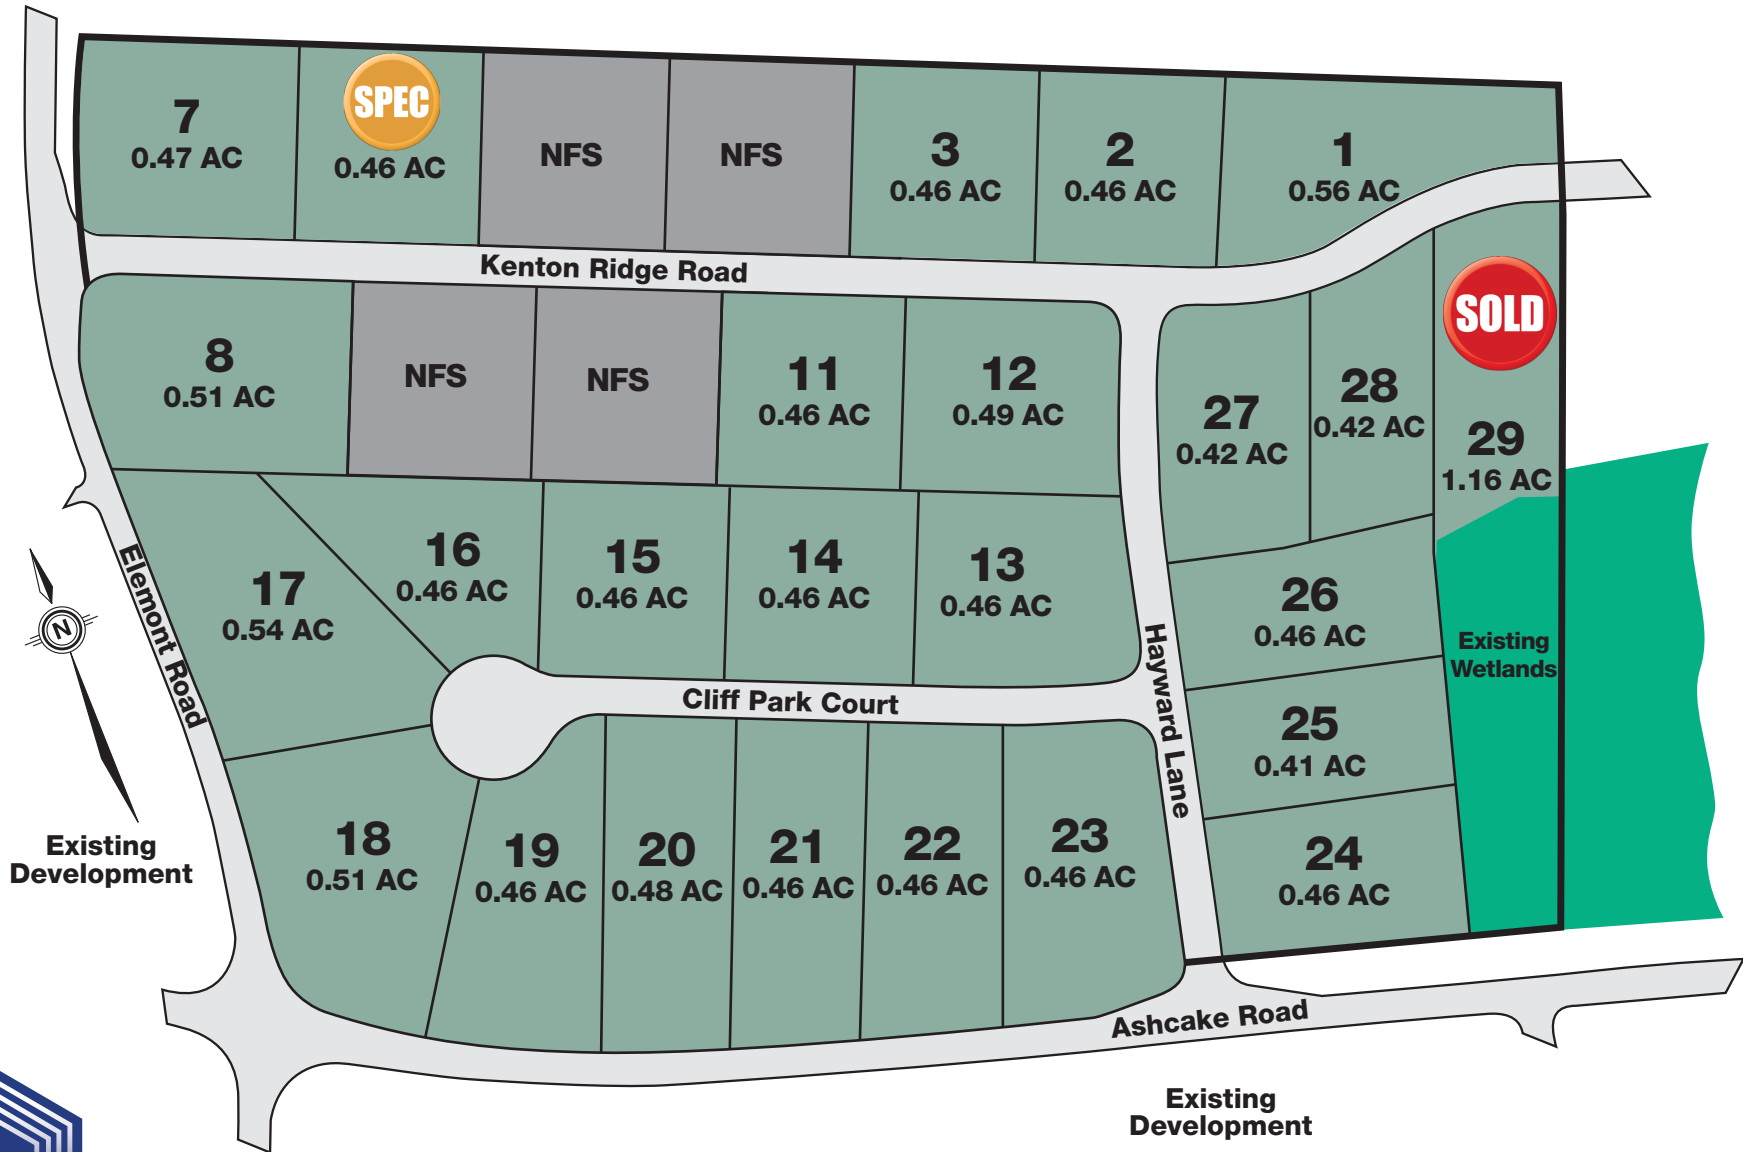 7
0.47 AC
SPEC
0.46 AC
NFS
NFS
3
0.46 AC
2
0.46 AC
1
0.56 AC
Kenton Ridge Road
8
0.51 AC
NFS
NFS
11
0.46 AC
12
0.49 AC
27
0.42 AC
28
0.42 AC
SOLD
29
1.16 AC
17
0.54 AC
16
0.46 AC
15
0.46 AC
14
0.46 AC
13
0.46 AC
26
0.46 AC
Existing
Wetlands
N
Elemont Road
Cliff Park Court
Hayward Lane
25
0.41 AC
Existing
Development
18
0.51 AC
19
0.46 AC
20
0.48 AC
21
0.46 AC
22
0.46 AC
23
0.46 AC
24
0.46 AC
Ashcake Road
Existing
Development